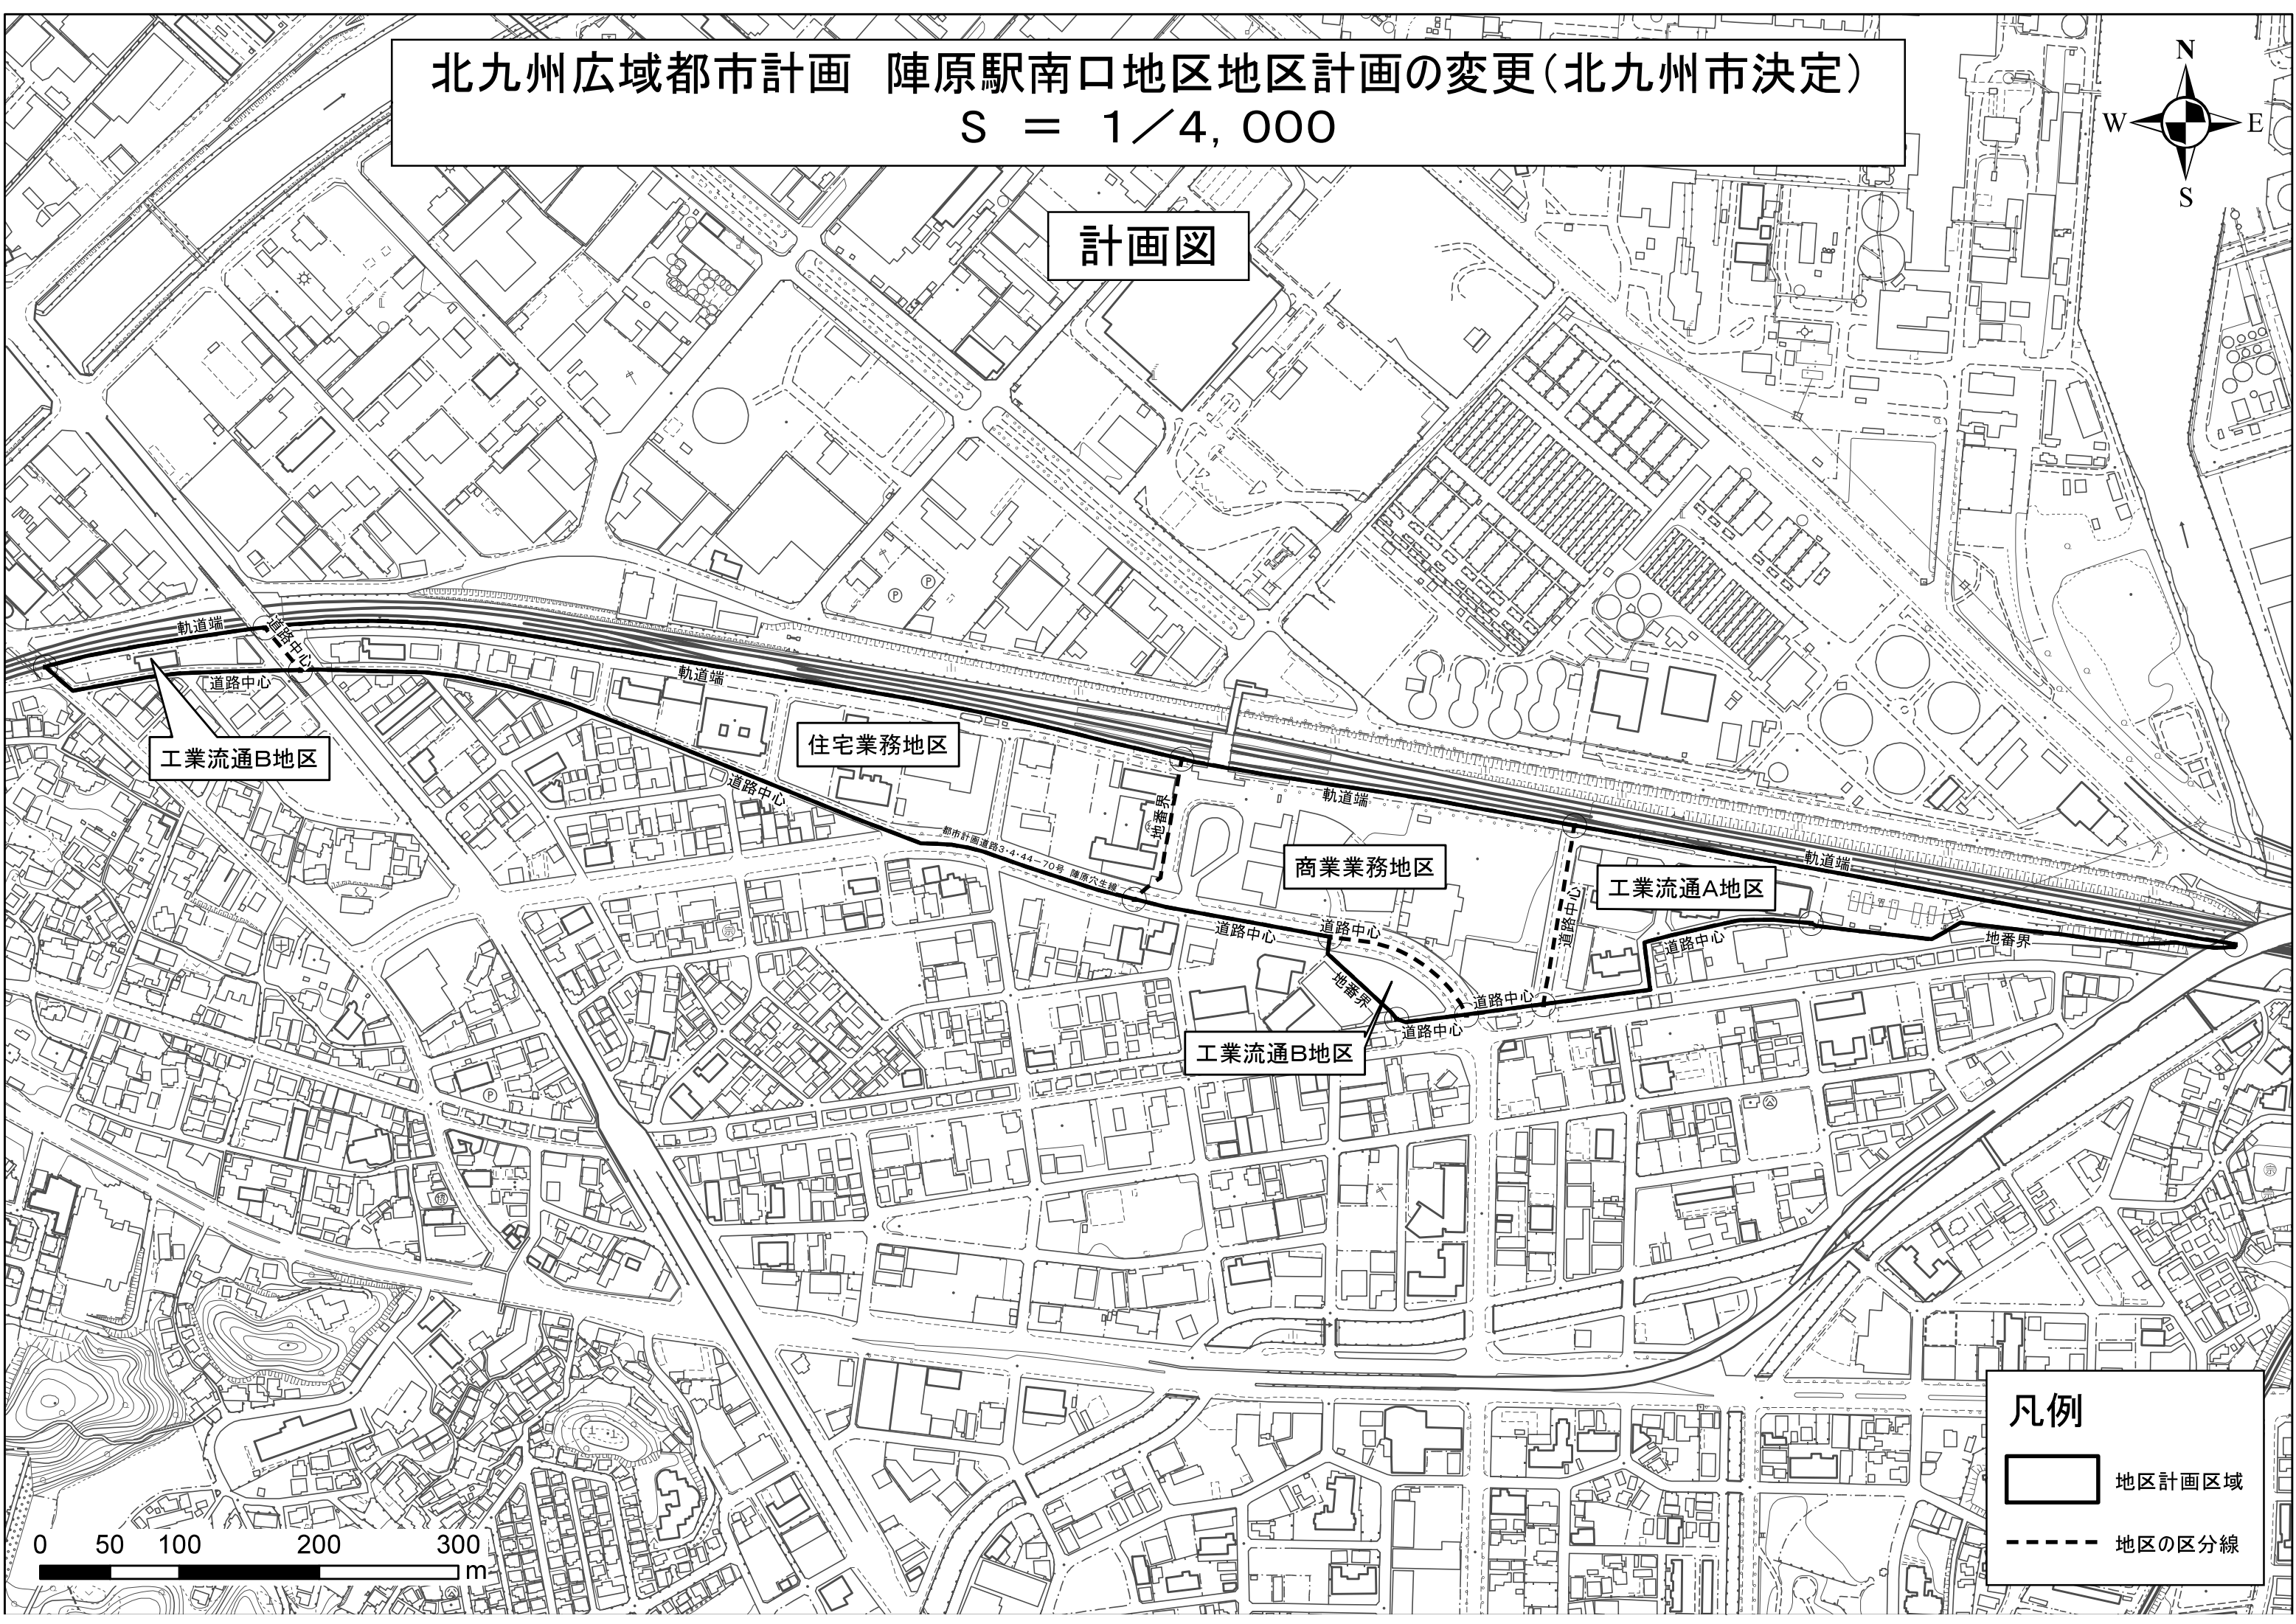 北九州広域都市計画　陣原駅南口地区地区計画の変更（北九州市決定）
S　＝　1／4，000
N
W
E
S
計画図
軌道端
道路中心
道路中心
工業流通B地区
軌道端
住宅業務地区
道路中心
都市計画道路3・4・44－70号　陣原穴生線
地番界
軌道端
商業業務地区
道路中心
道路中心
地番界
工業流通B地区
道路中心
道路中心
道路中心
工業流通A地区
軌道端
道路中心
地番界
凡例
地区計画区域
地区の区分線
0 50 100 200 300
m